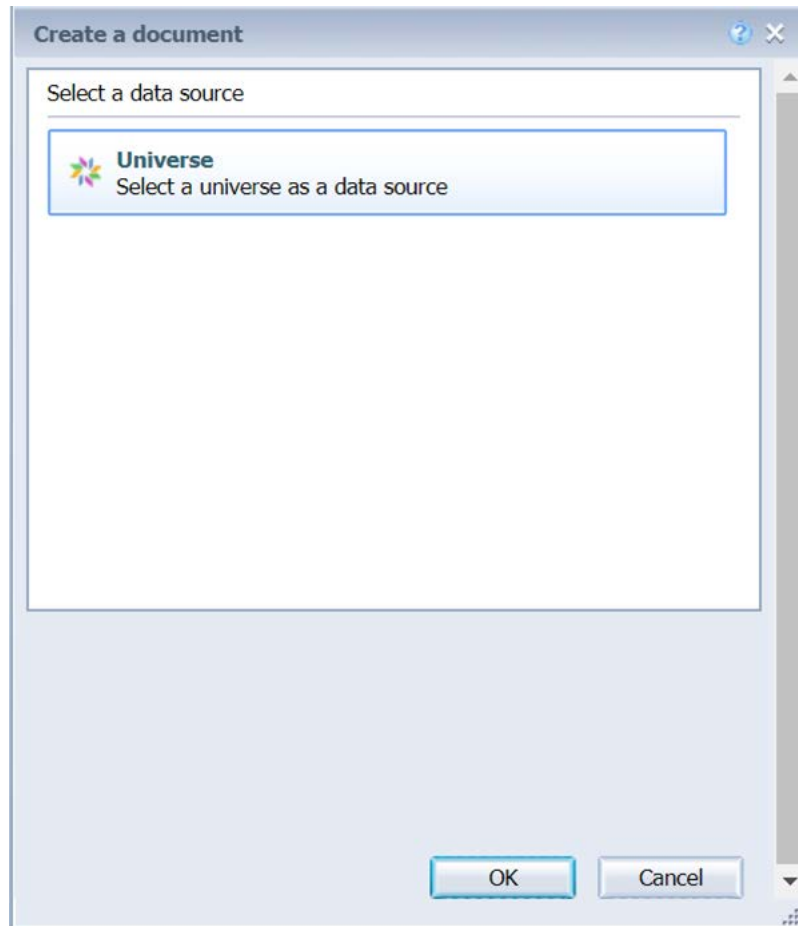 Create a document
Select a data source
Universe
Select a universe as a data source
OK
Cancel